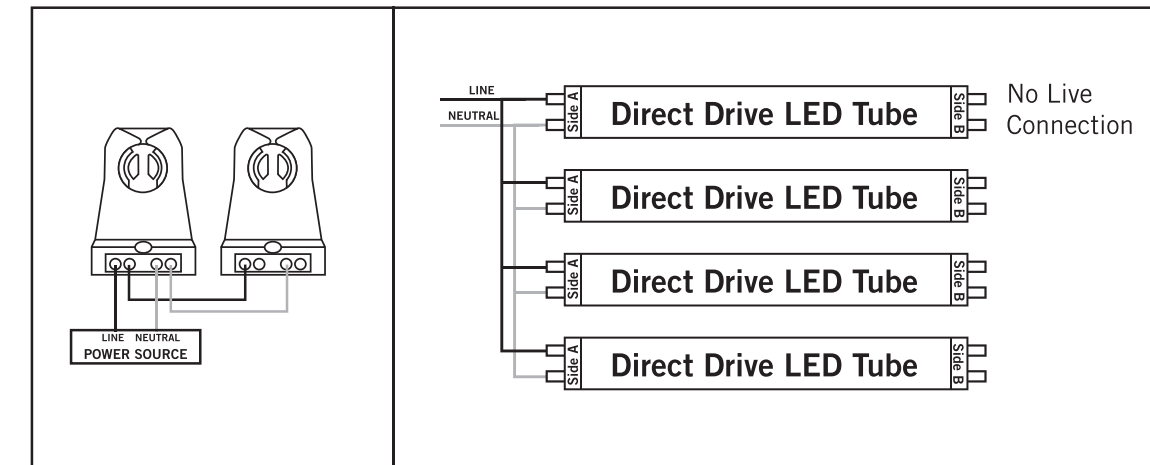 LINE NEUTRAL
POWER SOURCE
LINE
NEUTRAL
Side A Direct Drive LED Tube Side B
No Live
Connection
Side A Direct Drive LED Tube Side B
Side A Direct Drive LED Tube Side B
Side A Direct Drive LED Tube Side B